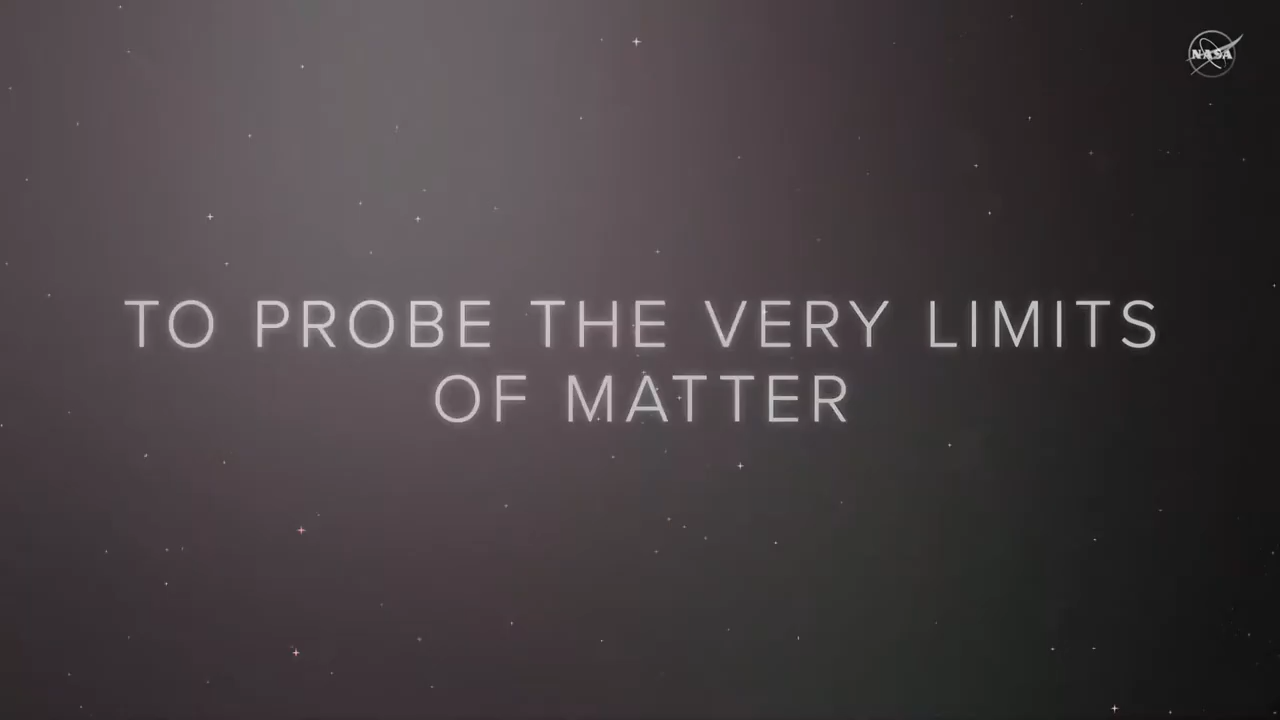 NASA
TO PROBE THE VERY LIMITS
OF MATTER